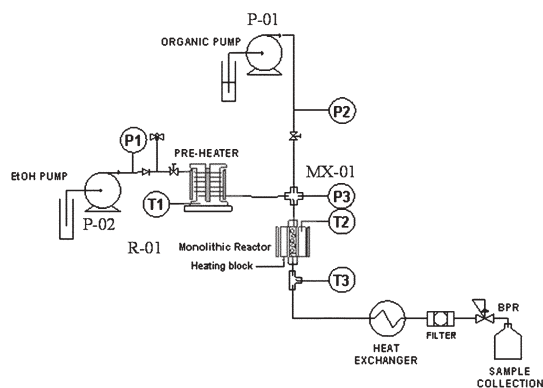 P-01
ORGANIC PUMP
P2
P1
PRE-HEATER
EtOH PUMP
MX-01
T1
P3
P-02
T2
R-01
Monolithic Reactor
Heating block
T3
BPR
FILTER
HEAT
EXCHANGER
SAMPLE
COLLECTION